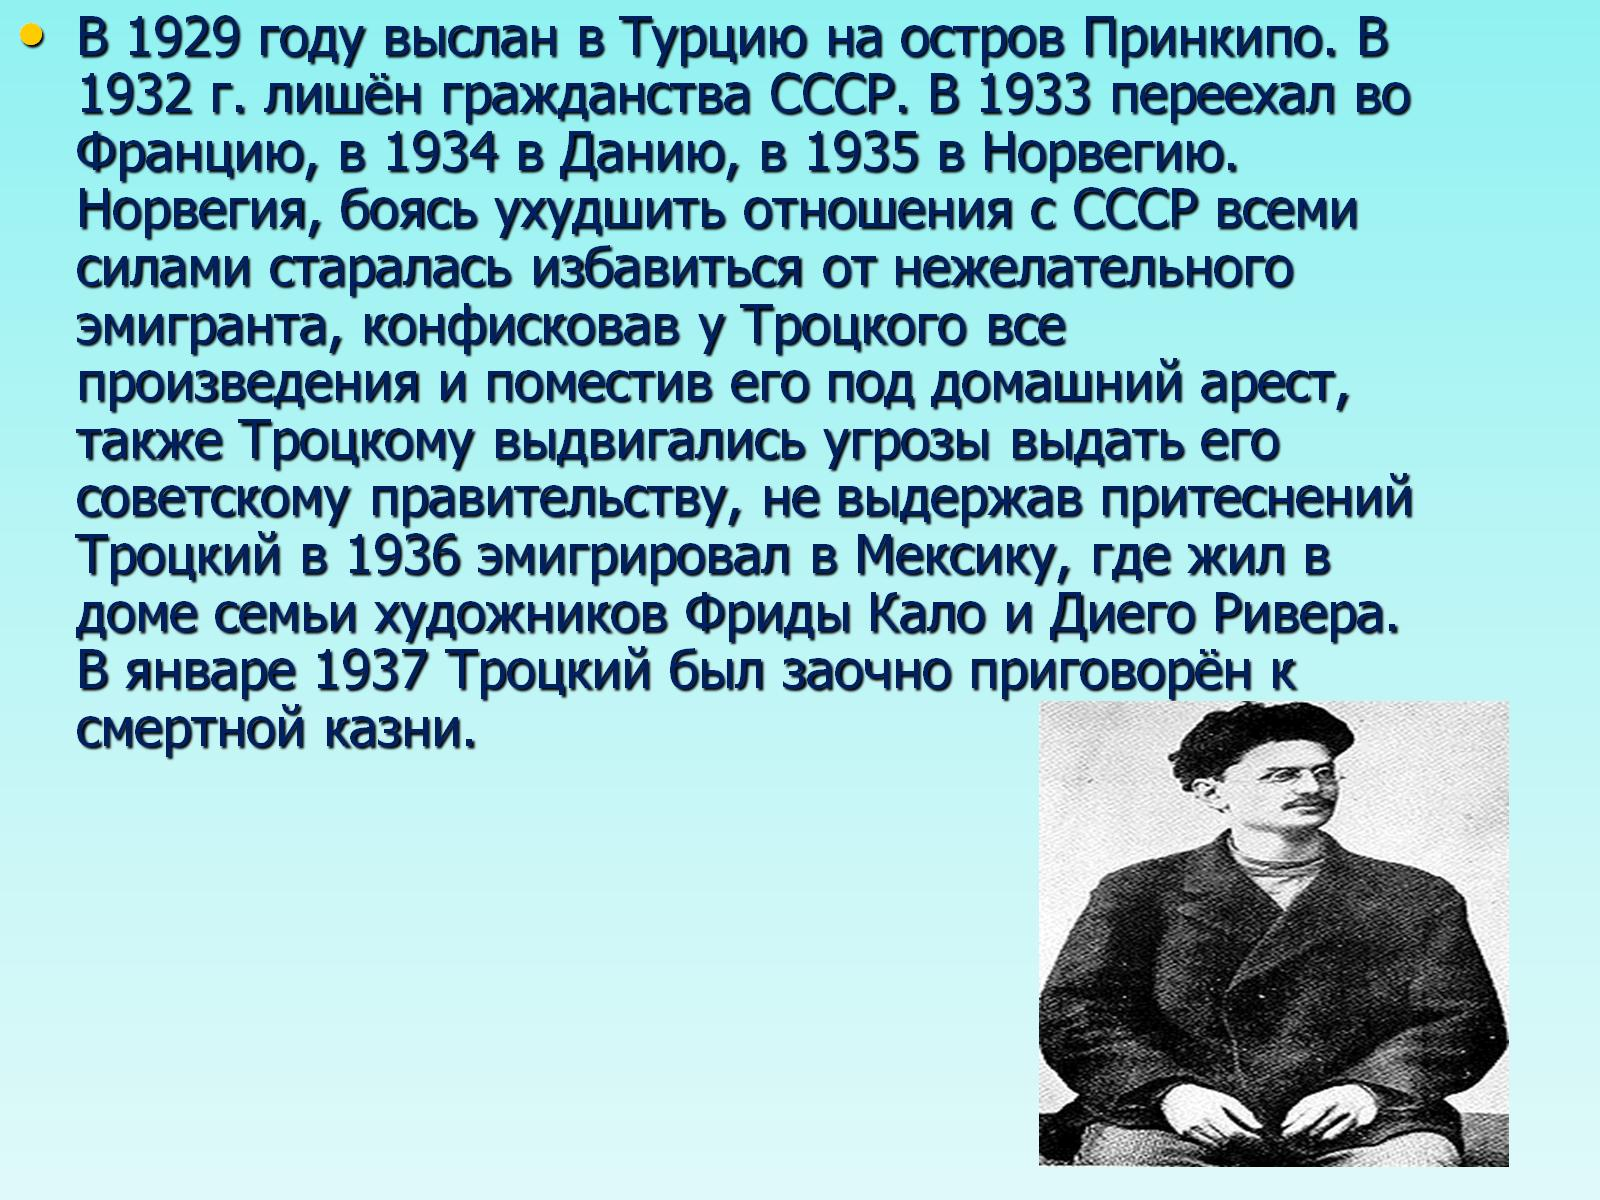 В 1929 году выслан в Турцию на остров Принкипо. В
1932 г. лишён гражданства СССР. В 1933 переехал во
Францию, в 1934 в Данию, в 1935 в Норвегию.
Норвегия, боясь ухудшить отношения с СССР всеми
силами старалась избавиться от нежелательного
эмигранта, конфисковав у Троцкого все
произведения и поместив его под домашний арест,
также Троцкому выдвигались угрозы выдать его
советскому правительству, не выдержав притеснений
Троцкий в 1936 эмигрировал в Мексику, где жил в
доме семьи художников Фриды Кало и Диего Ривера.
В январе 1937 Троцкий был заочно приговорён к
смертной казни.